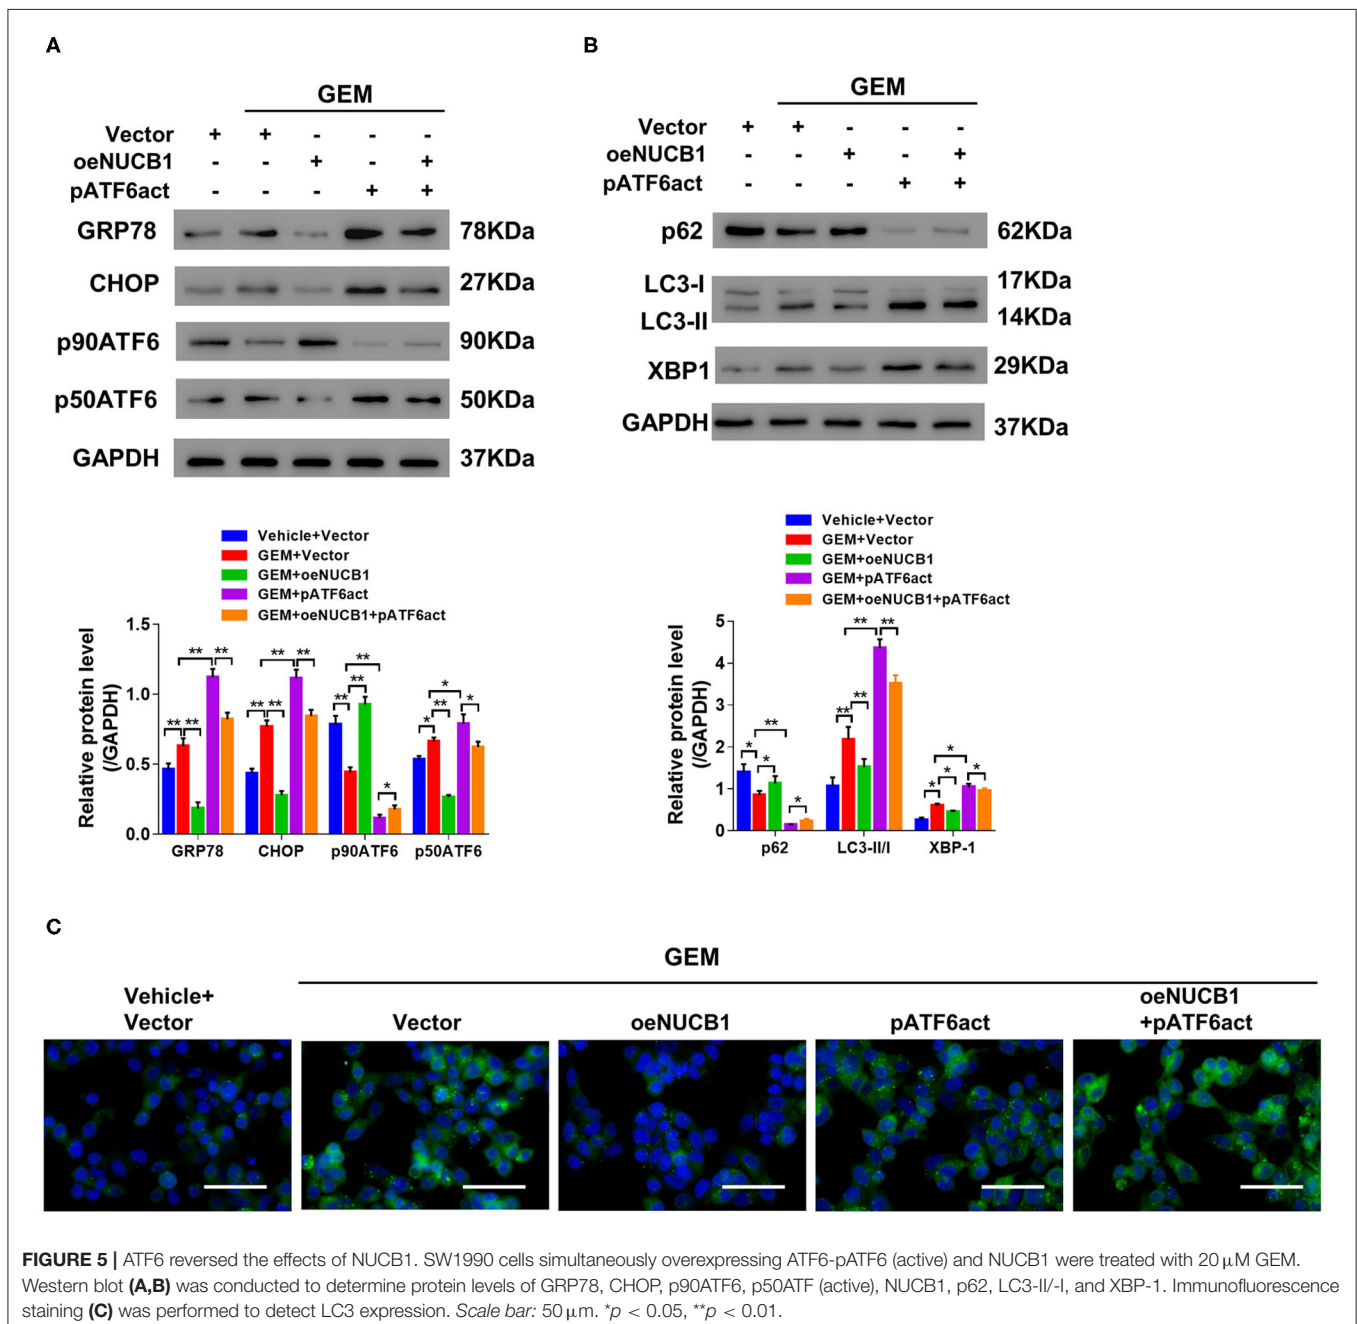 A
GEM
Vector + + - - -
oeNUCB1 - - + - +
pATF6act - - - + +
GRP78 78KDa
CHOP 27KDa
p90ATF6 90KDa
p50ATF6 50KDa
GAPDH 37KDa
Vehicle+Vector
GEM+Vector
GEM+oeNUCB1
GEM+pATF6act
GEM+oeNUCB1+pATF6act
Relative protein level
(/GAPDH)
1.5
1.0
0.5
0.0
** ** ** **
** ** ** **
** ** ** *
* ** * *
GRP78 CHOP p90ATF6 p50ATF6
B
GEM
Vector + + - - -
oeNUCB1 - - + - +
pATF6act - - - + +
p62 62KDa
LC3-I 17KDa
LC3-II 14KDa
XBP1 29KDa
GAPDH 37KDa
Vehicle+Vector
GEM+Vector
GEM+oeNUCB1
GEM+pATF6act
GEM+oeNUCB1+pATF6act
Relative protein level
(/GAPDH)
5
4
3
2
1
0
* * ** *
** ** ** **
* * * *
p62 LC3-II/I XBP-1
C
GEM
Vehicle+
Vector
Vector
oeNUCB1
pATF6act
oeNUCB1
+pATF6act
FIGURE 5 | ATF6 reversed the effects of NUCB1. SW1990 cells simultaneously overexpressing ATF6-pATF6 (active) and NUCB1 were treated with 20 μM GEM.
Western blot (A,B) was conducted to determine protein levels of GRP78, CHOP, p90ATF6, p50ATF (active), NUCB1, p62, LC3-II/-I, and XBP-1. Immunofluorescence
staining (C) was performed to detect LC3 expression. Scale bar: 50 μm. *p < 0.05, **p < 0.01.